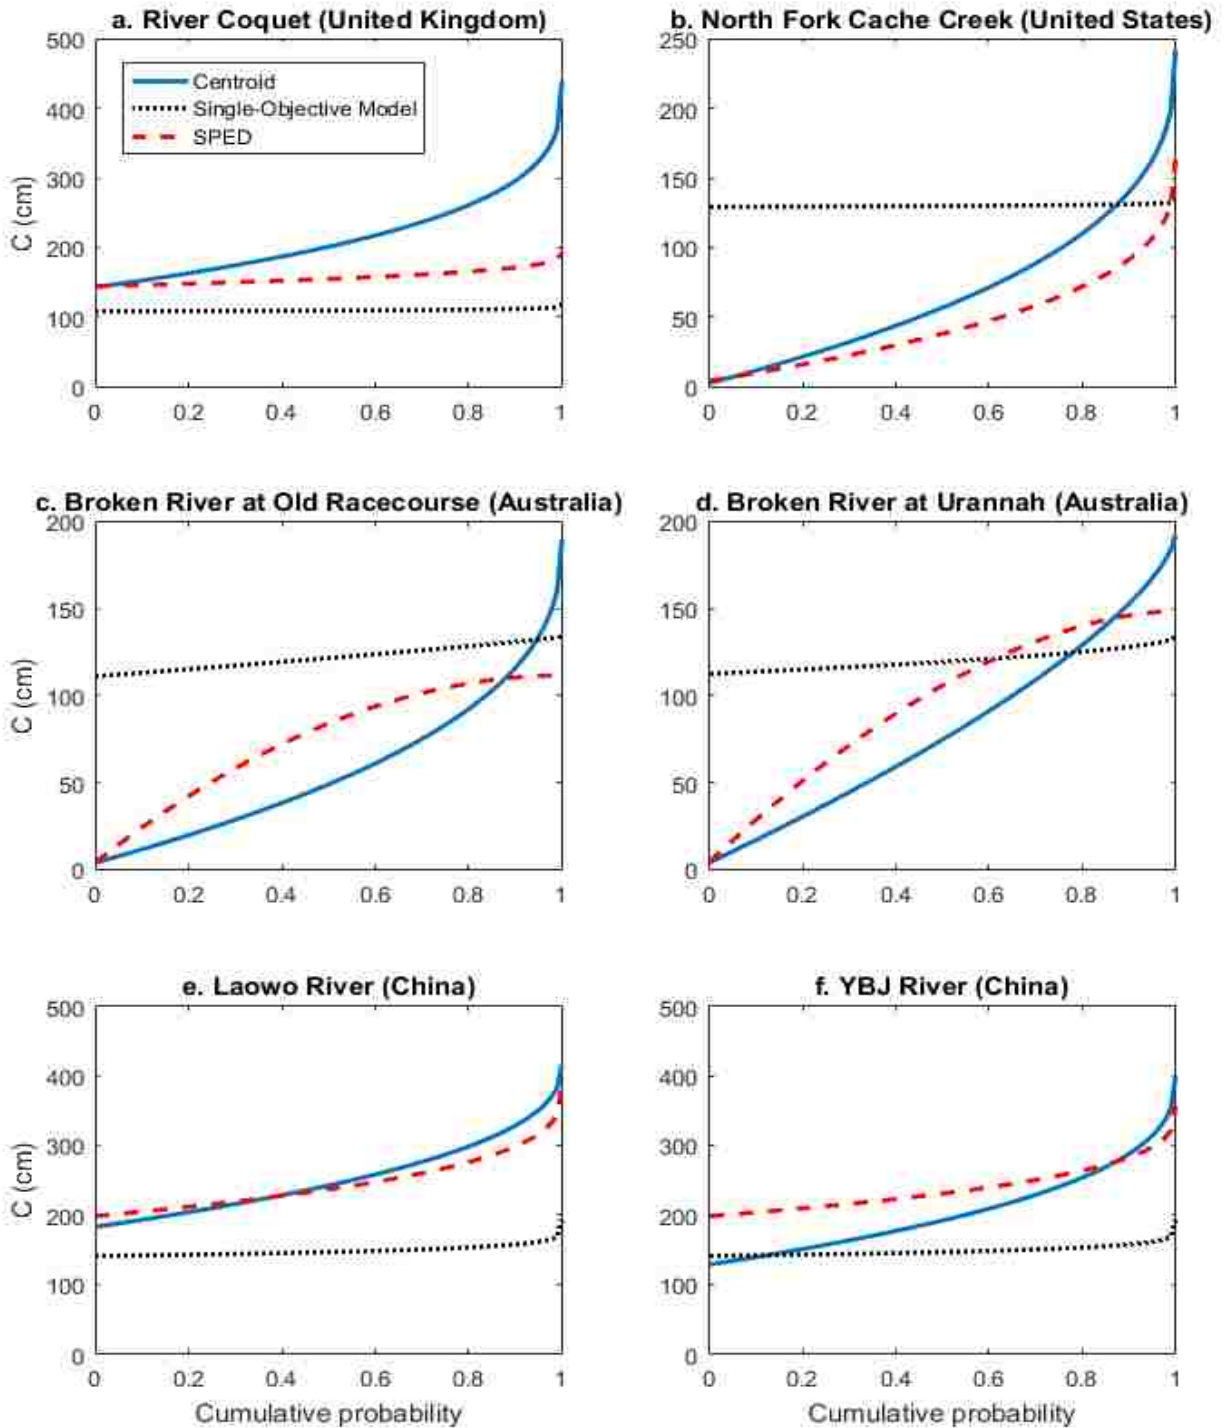 a. River Coquet (United Kingdom)
500
400
300
200
100
0
C (cm)
Centroid
Single-Objective Model
SPED
0 0.2 0.4 0.6 0.8 1
b. North Fork Cache Creek (United States)
250
200
150
100
50
0
0 0.2 0.4 0.6 0.8 1
c. Broken River at Old Racecourse (Australia)
200
150
100
50
0
C (cm)
0 0.2 0.4 0.6 0.8 1
d. Broken River at Urannah (Australia)
200
150
100
50
0
0 0.2 0.4 0.6 0.8 1
e. Laowo River (China)
500
400
300
200
100
0
C (cm)
0 0.2 0.4 0.6 0.8 1
Cumulative probability
f. YBJ River (China)
500
400
300
200
100
0
0 0.2 0.4 0.6 0.8 1
Cumulative probability